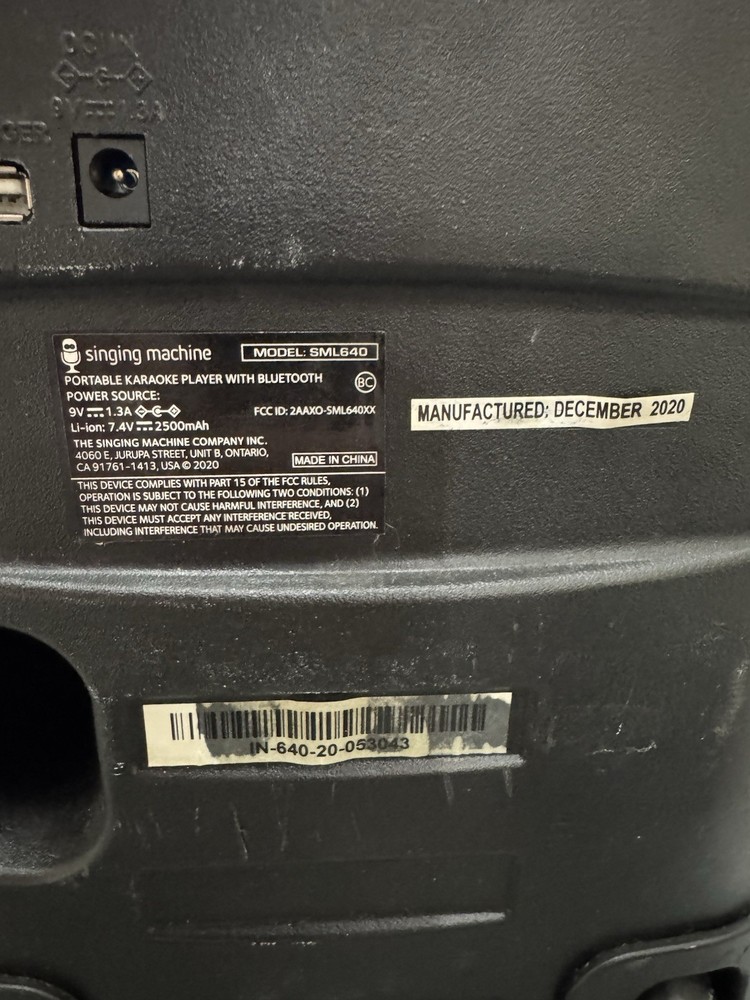 DC IN
9V⎓1.3A
GER
singing machine
MODEL: SML640
PORTABLE KARAOKE PLAYER WITH BLUETOOTH
BC
POWER SOURCE:
9V⎓1.3A
FCC ID: 2AAXO-SML640XX
Li-ion: 7.4V⎓2500mAh
THE SINGING MACHINE COMPANY INC.
4060 E, JURUPA STREET, UNIT B, ONTARIO,
CA 91761-1413, USA © 2020
MADE IN CHINA
THIS DEVICE COMPLIES WITH PART 15 OF THE FCC RULES,
OPERATION IS SUBJECT TO THE FOLLOWING TWO CONDITIONS: (1)
THIS DEVICE MAY NOT CAUSE HARMFUL INTERFERENCE, AND (2)
THIS DEVICE MUST ACCEPT ANY INTERFERENCE RECEIVED,
INCLUDING INTERFERENCE THAT MAY CAUSE UNDESIRED OPERATION.
MANUFACTURED: DECEMBER 2020
IN-640-20-053043